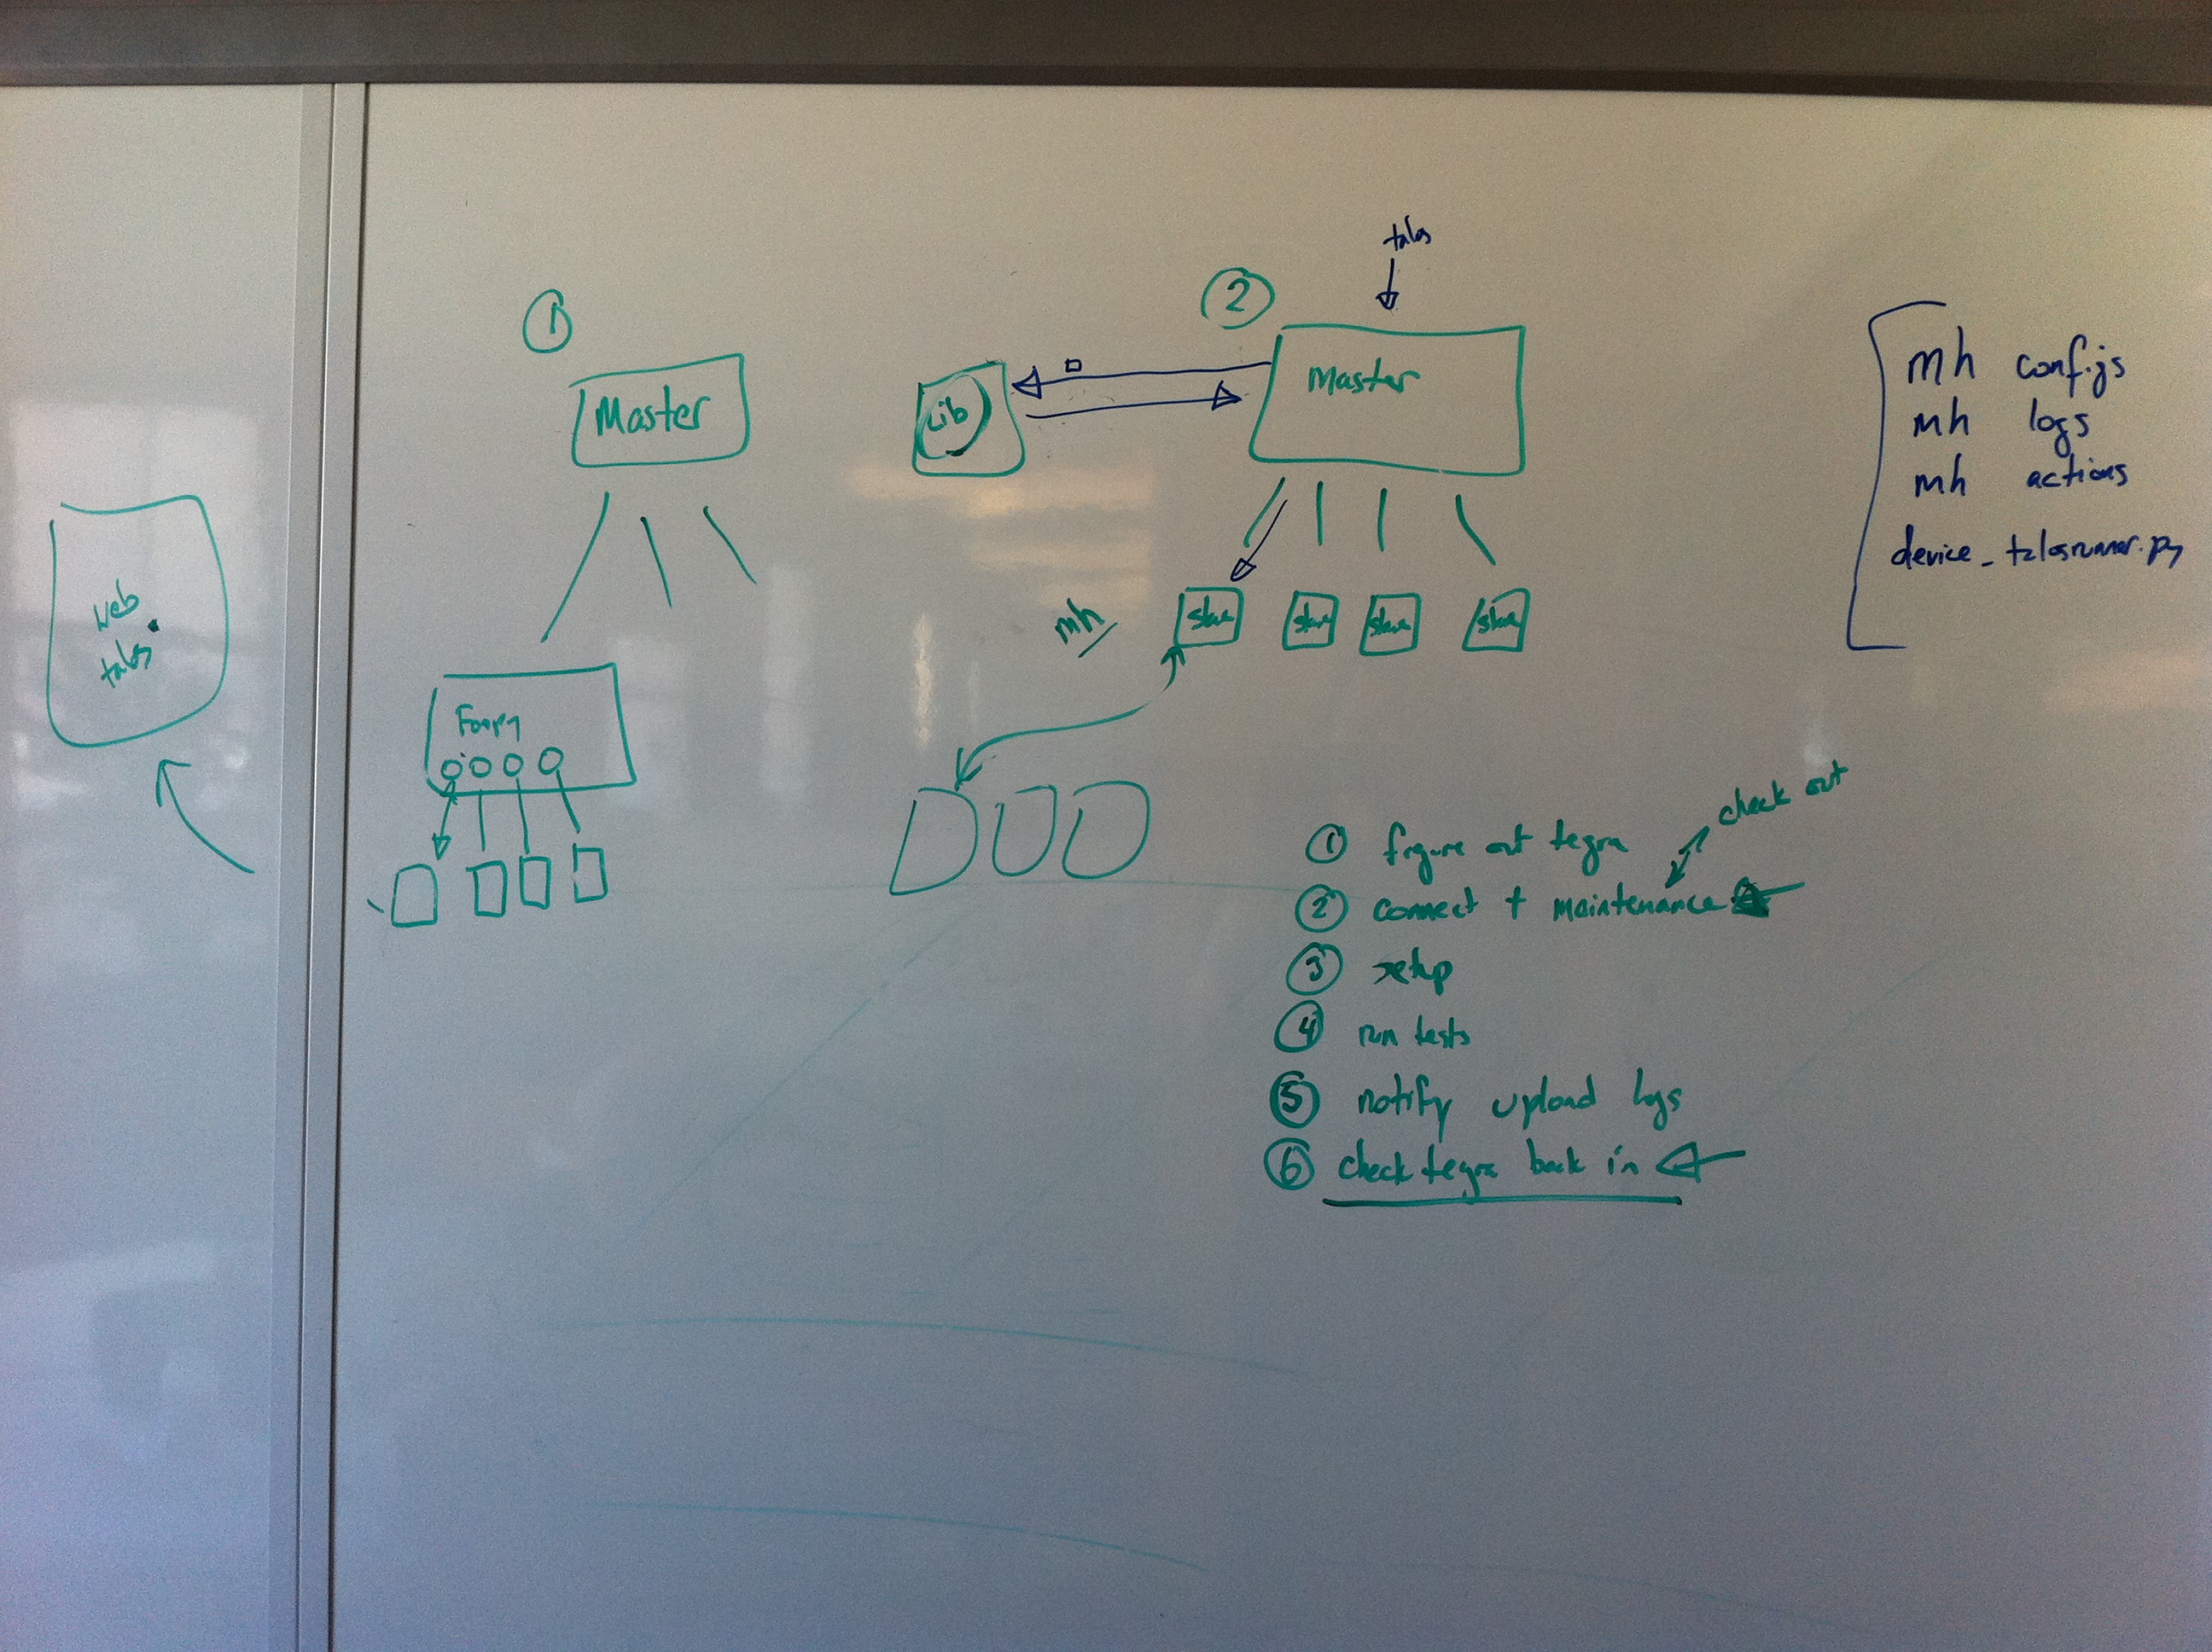 web
talos
①
Master
Foopy
talos
②
Lib
Master
mh
slave
slave
slave
slave
mh configs
mh logs
mh actions
device_talosrunner.py
check out
① figure out tegra
② connect + maintenance
③ setup
④ run tests
⑤ notify upload logs
⑥ check tegra back in